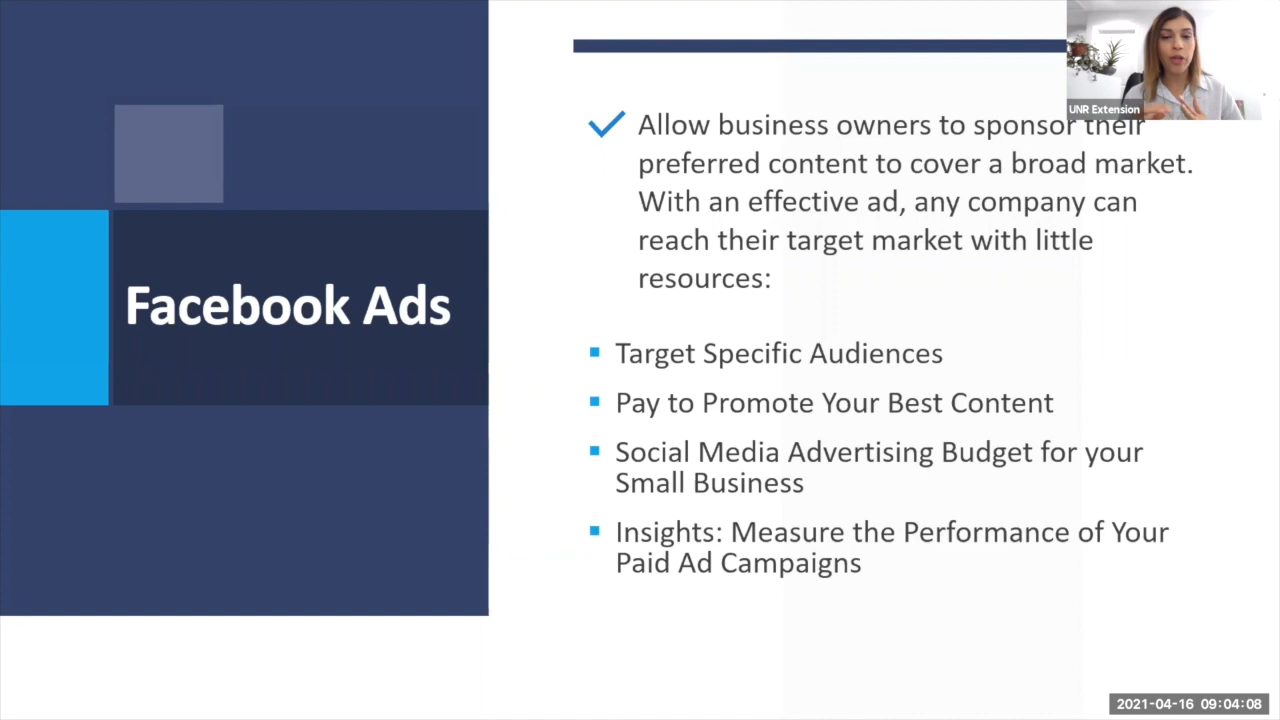 UNR Extension
Facebook Ads
Allow business owners to sponsor their
preferred content to cover a broad market.
With an effective ad, any company can
reach their target market with little
resources:
Target Specific Audiences
Pay to Promote Your Best Content
Social Media Advertising Budget for your
Small Business
Insights: Measure the Performance of Your
Paid Ad Campaigns
2021-04-16 09:04:08